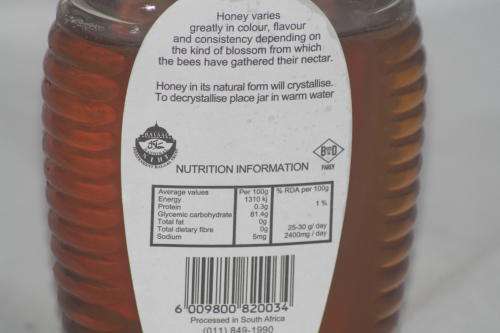 Honey varies
greatly in colour, flavour
and consistency depending on
the kind of blossom from which
the bees have gathered their nectar.
Honey in its natural form will crystallise.
To decrystallise place jar in warm water
HALAAL
NIHT
PAREV
NUTRITION INFORMATION
Average values Per 100g % RDA per 100g
Energy 1310 kj
Protein 0.3g 1 %
Glycemic carbohydrate 81.4g
Total fat 0g
Total dietary fibre 0g 25-30 g/ day
Sodium 5mg 2400mg / day
6 009800 820034
Processed in South Africa
(011) 849-1990